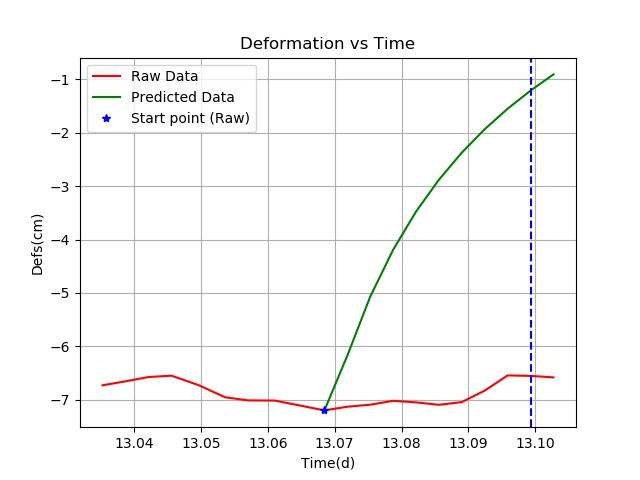 Deformation vs Time
Raw Data
Predicted Data
Start point (Raw)
Defs(cm)
−1
−2
−3
−4
−5
−6
−7
13.04 13.05 13.06 13.07 13.08 13.09 13.10
Time(d)